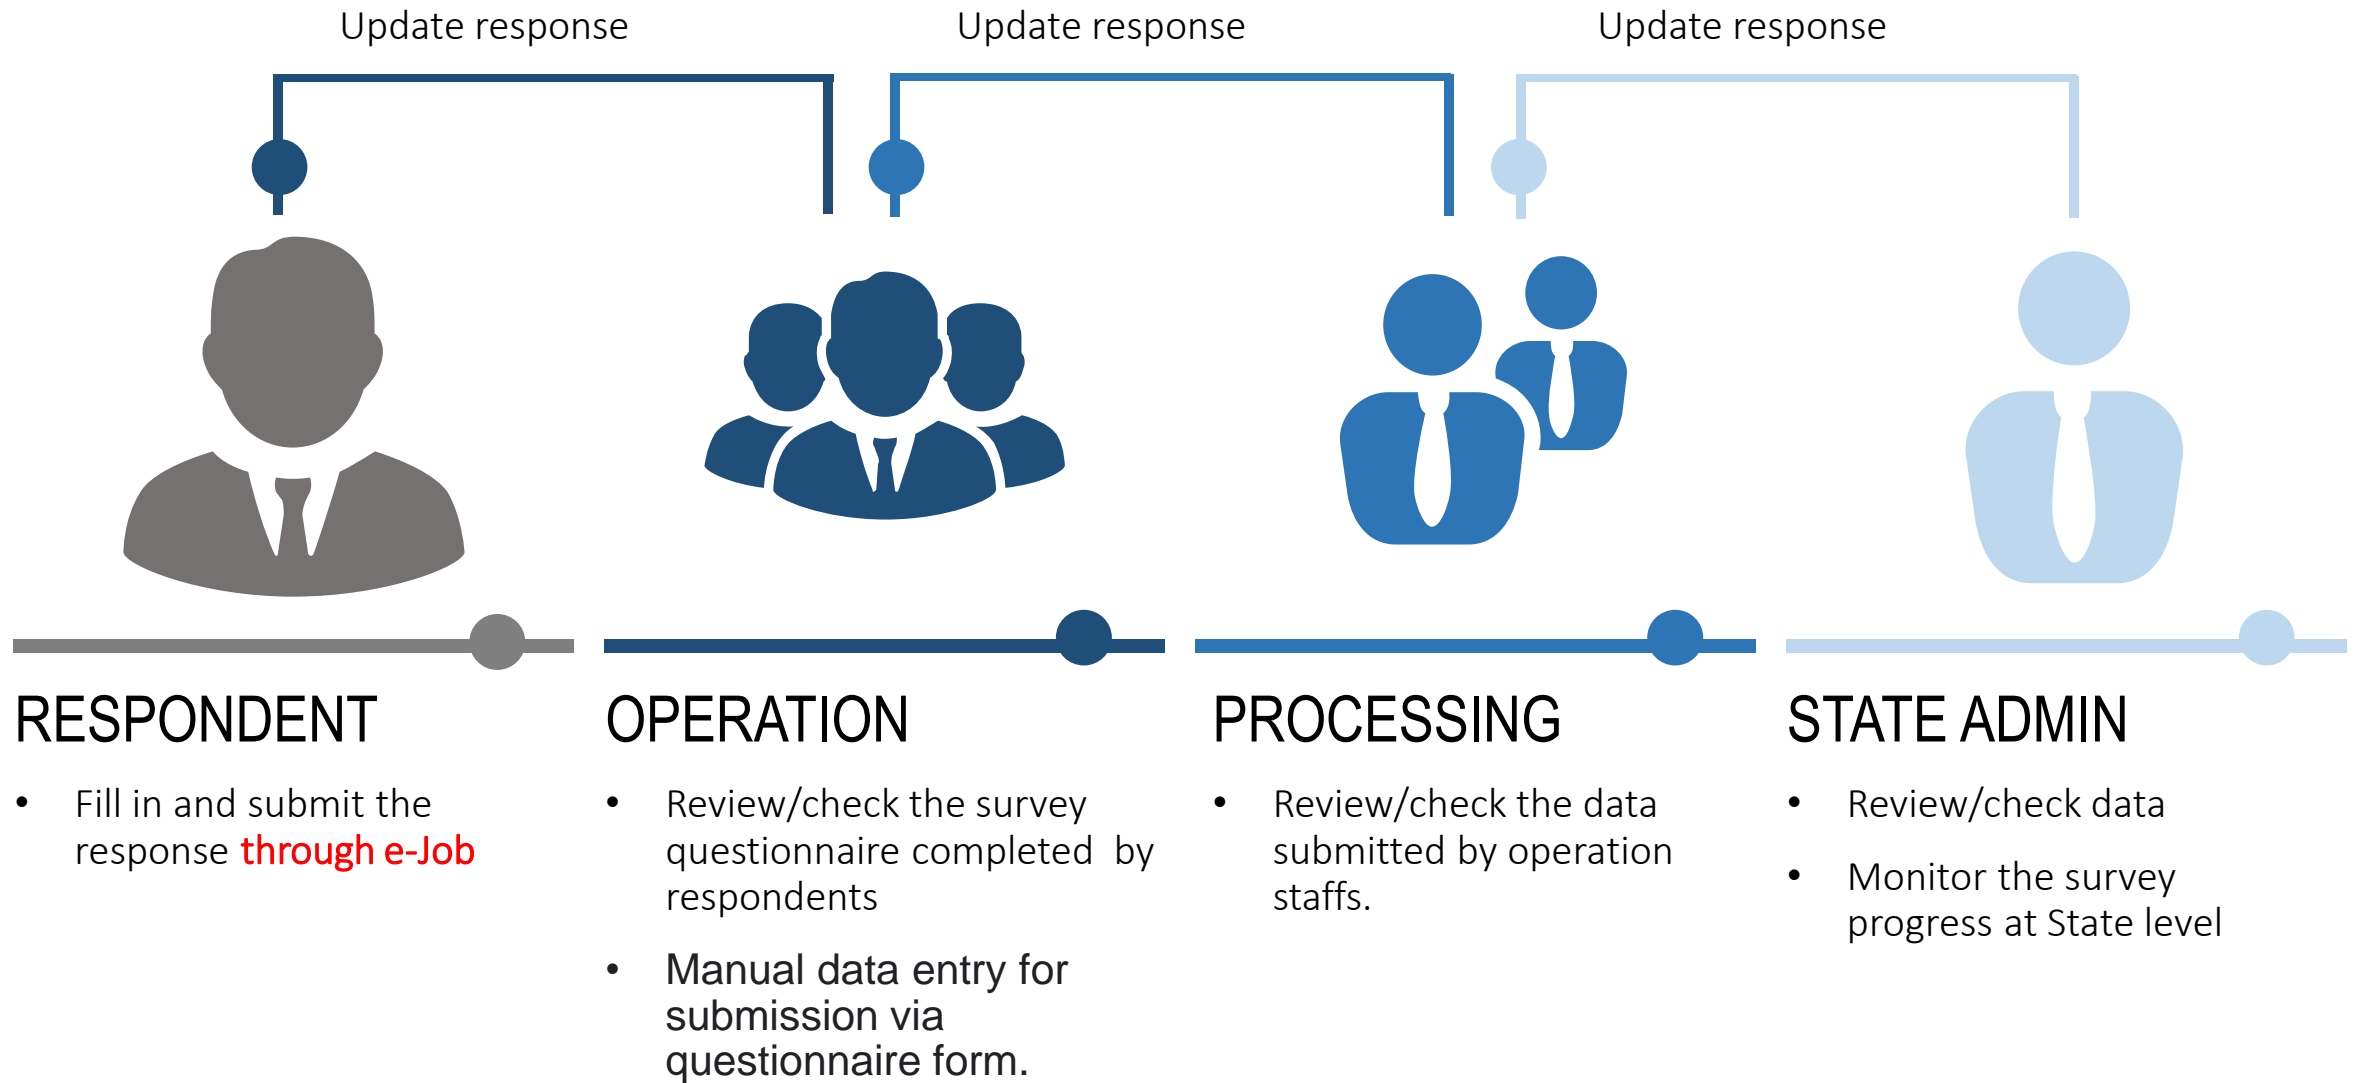 Update response
Update response
Update response
RESPONDENT
• Fill in and submit the
response through e-Job
OPERATION
• Review/check the survey
questionnaire completed  by
respondents
• Manual data entry for
submission via
questionnaire form.
PROCESSING
• Review/check the data
submitted by operation
staffs.
STATE ADMIN
• Review/check data
• Monitor the survey
progress at State level